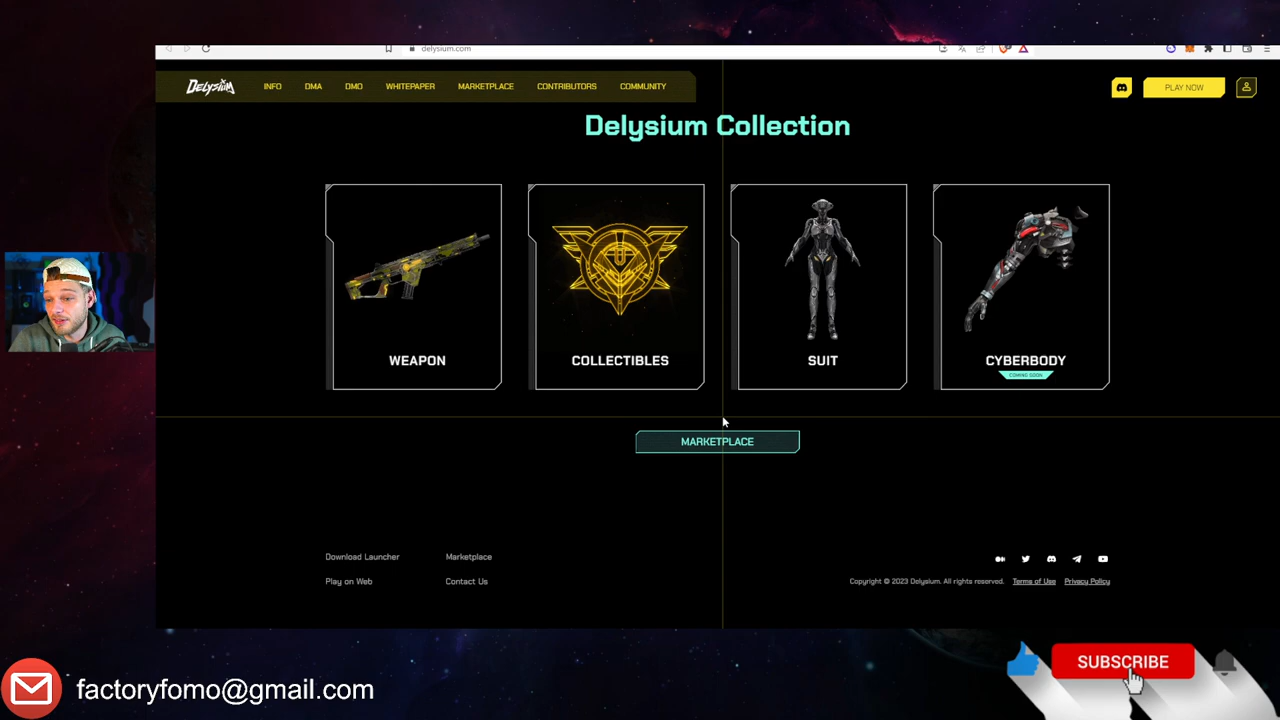 delysium.com
DELYSIUM
INFO DMA DMO WHITEPAPER MARKETPLACE CONTRIBUTORS COMMUNITY
PLAY NOW
Delysium Collection
WEAPON
COLLECTIBLES
SUIT
CYBERBODY
COMING SOON
MARKETPLACE
Download Launcher Marketplace
Play on Web Contact Us
Copyright © 2023 Delysium. All rights reserved. Terms of Use Privacy Policy
factoryfomo@gmail.com
SUBSCRIBE